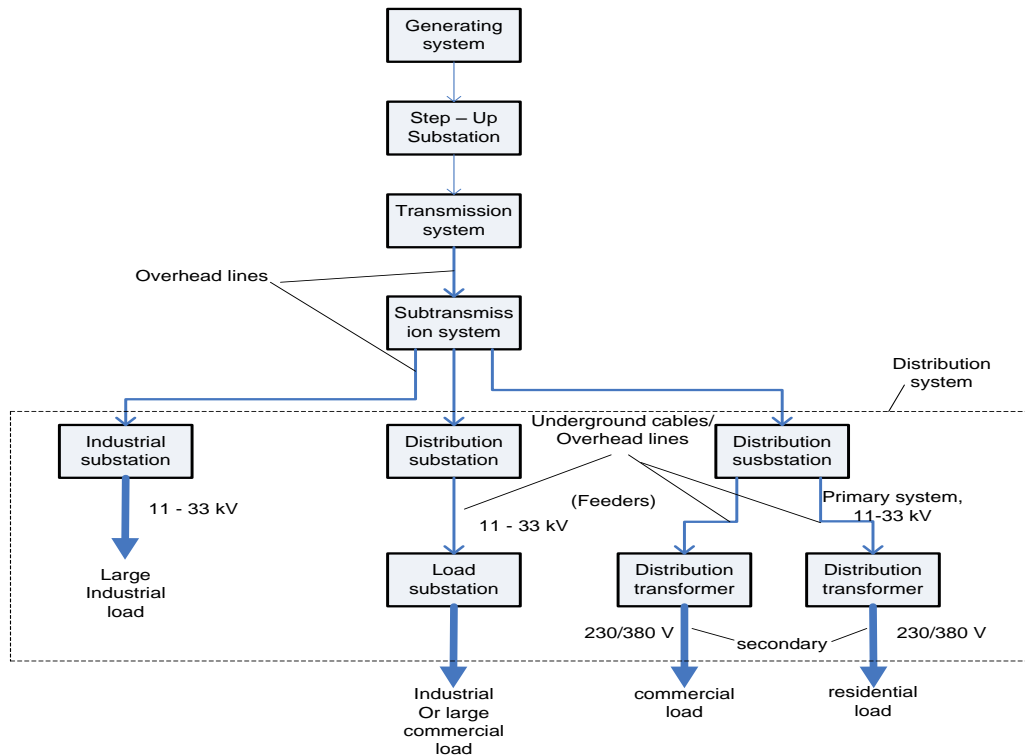 Generating
system
Step – Up
Substation
Transmission
system
Overhead lines
Subtransmiss
ion system
Distribution
system
Industrial
substation
Distribution
substation
Underground cables/
Overhead lines
Distribution
susbstation
11 - 33 kV
(Feeders)
11 - 33 kV
Primary system,
11-33 kV
Large
Industrial
load
Load
substation
Distribution
transformer
Distribution
transformer
230/380 V
secondary
230/380 V
Industrial
Or large
commercial
load
commercial
load
residential
load